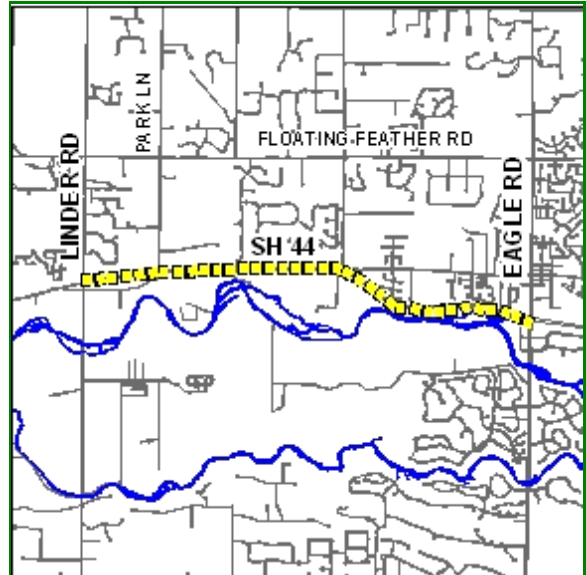 PARK LN
FLOATING FEATHER RD
LINDER RD
EAGLE RD
SH 44